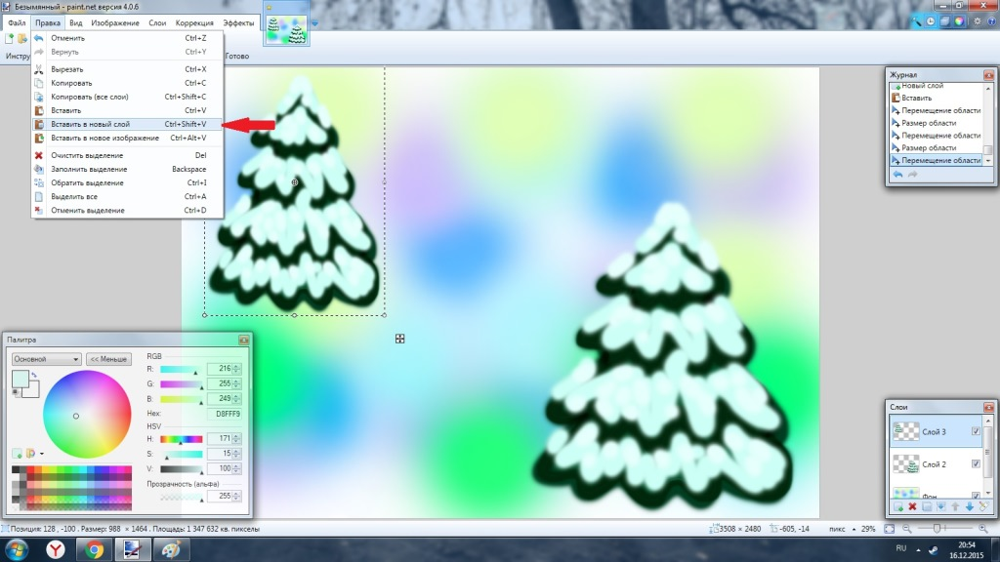 Безымянный - paint.net версия 4.0.6
Файл Правка Вид Изображение Слои Коррекция Эффекты
Отменить Ctrl+Z
Вернуть Ctrl+Y
Вырезать Ctrl+X
Копировать Ctrl+C
Копировать (все слои) Ctrl+Shift+C
Вставить Ctrl+V
Вставить в новый слой Ctrl+Shift+V
Вставить в новое изображение Ctrl+Alt+V
Очистить выделение Del
Заполнить выделение Backspace
Обратить выделение Ctrl+I
Выделить все Ctrl+A
Отменить выделение Ctrl+D
Инстру
Готово
Журнал
Новый слой
Вставить
Перемещение области
Размер области
Перемещение области
Размер области
Перемещение области
Палитра
Основной
<< Меньше
RGB
R: 216
G: 255
B: 249
Hex: D8FFF9
HSV
H: 171
S: 15
V: 100
Прозрачность (альфа)
255
Слои
Слой 3
Слой 2
Фон
Позиция: 128 , -100 . Размер: 988 × 1464 . Площадь: 1 347 632 кв. пикселы
3508 × 2480
-605, -14
пикс
29%
RU
20:54
16.12.2015